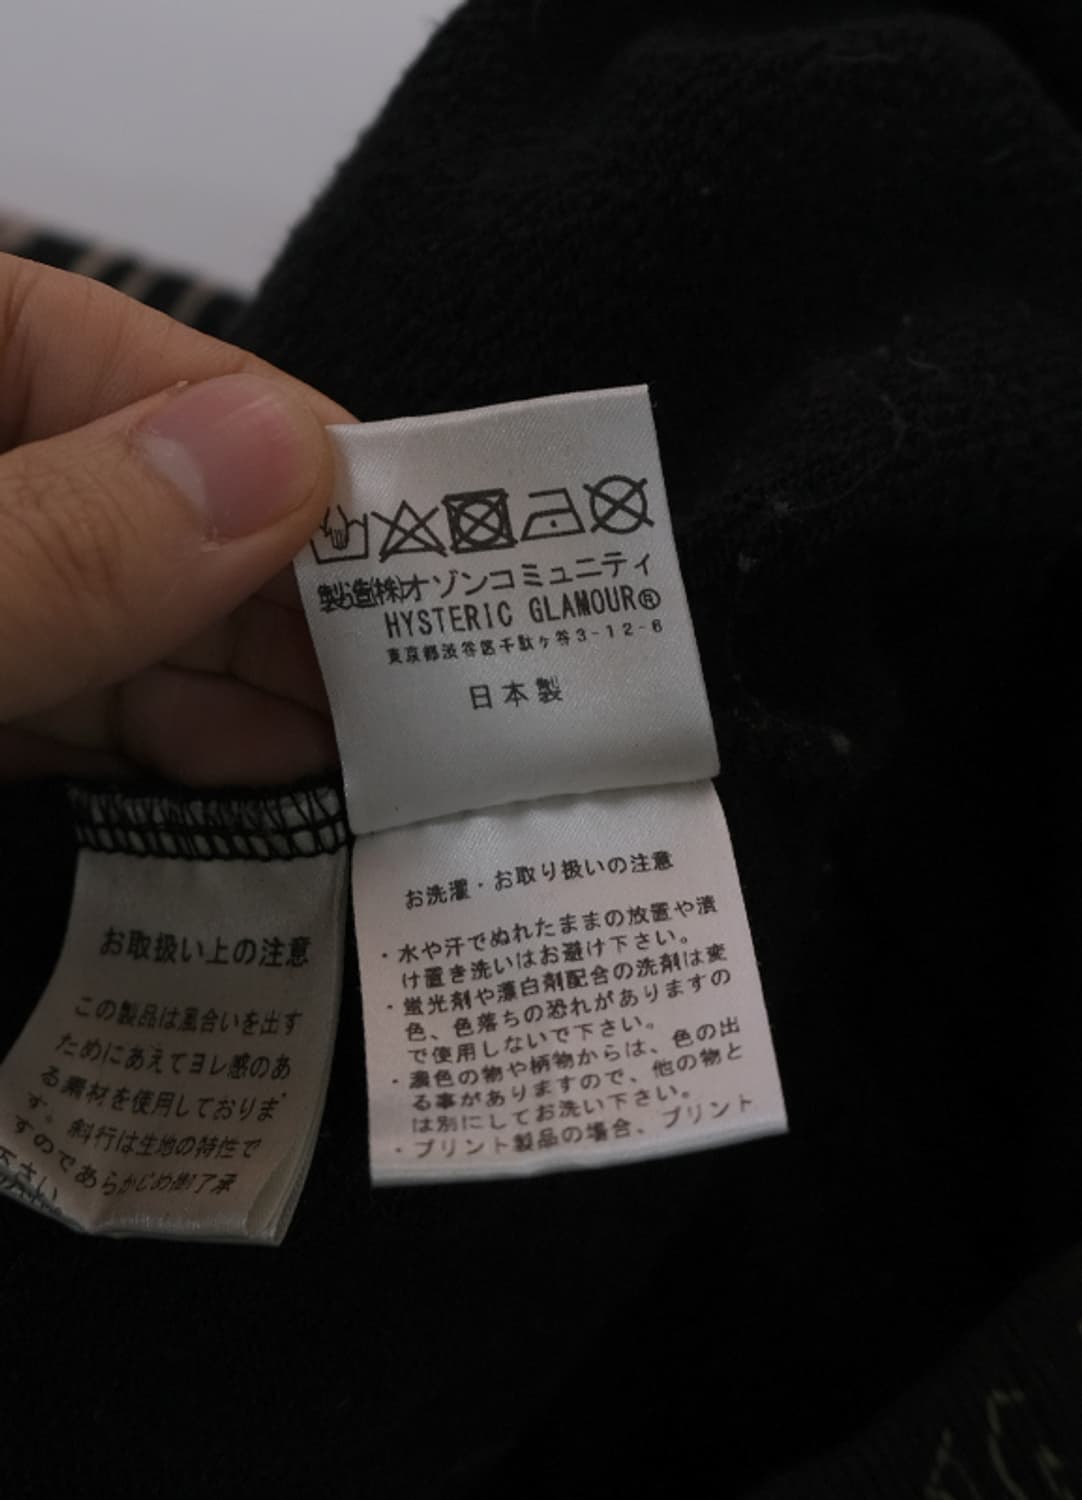 製造(株)オゾンコミュニティ
HYSTERIC GLAMOUR®
東京都渋谷区千駄ヶ谷3-12-6
日本製
お洗濯・お取り扱いの注意
・水や汗でぬれたままの放置や漬
け置き洗いはお避け下さい。
・蛍光剤や漂白剤配合の洗剤は変
色、色落ちの恐れがありますの
で使用しないで下さい。
・濃色の物や柄物からは、色の出
る事がありますので、他の物と
は別にしてお洗い下さい。
・プリント製品の場合、プリント
お取扱い上の注意
この製品は風合いを出す
ためにあえてヨレ感のあ
る素材を使用しておりま
す。斜行は生地の特性で
すのであらかじめ御了承
下さい。